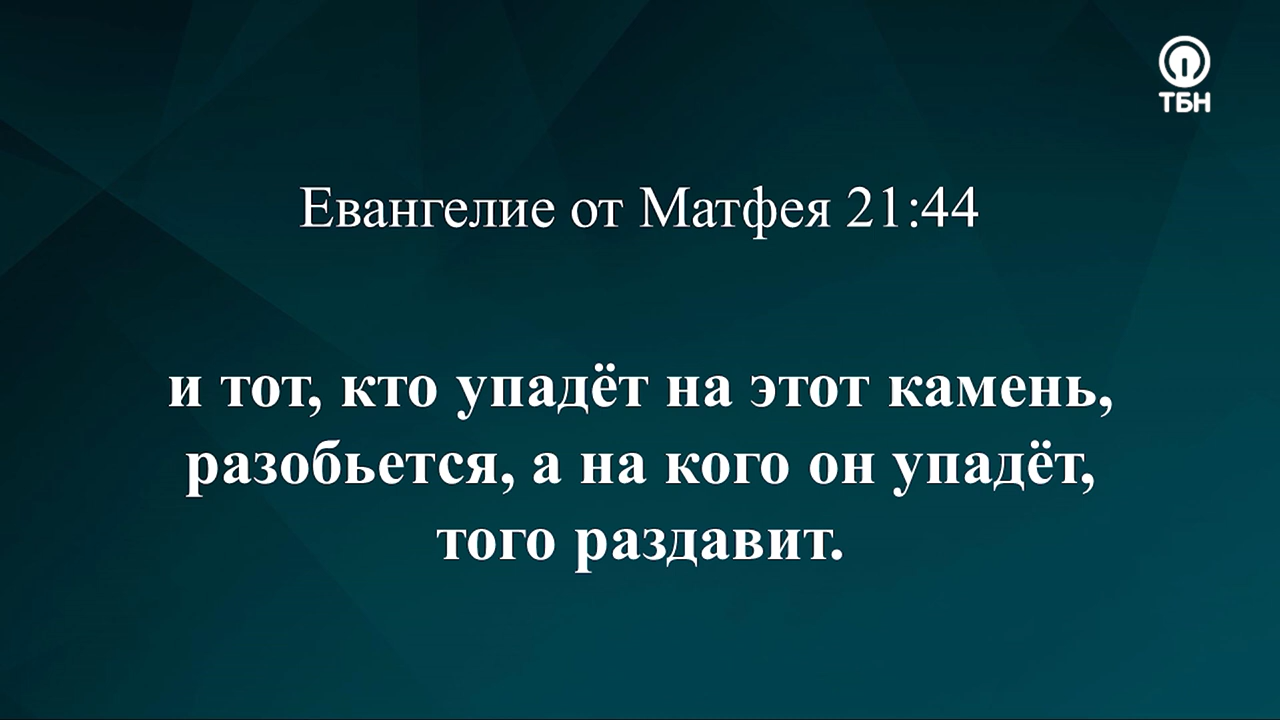 ТБН
Евангелие от Матфея 21:44
и тот, кто упадёт на этот камень,
разобьется, а на кого он упадёт,
того раздавит.